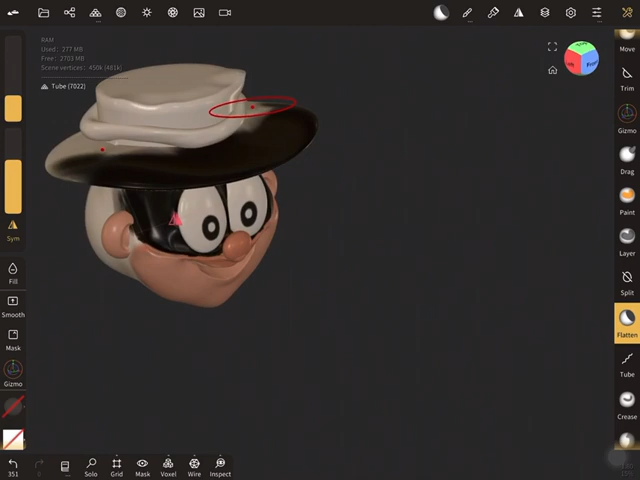 RAM
Used : 277 MB
Free : 2703 MB
Scene vertices : 450k (481k)
Tube (7022)
Sym
Fill
Smooth
Mask
Gizmo
351
0
Solo
Grid
Mask
Voxel
Wire
Inspect
Move
Trim
Gizmo
Drag
Paint
Layer
Split
Flatten
Tube
Crease